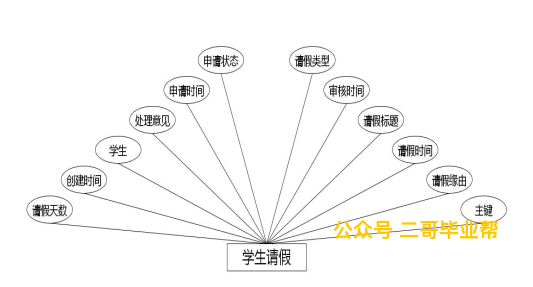 申请状态 请假类型
申请时间 审核时间
处理意见 请假标题
学生 请假时间
创建时间 请假缘由
请假天数 主键
公众号 二哥毕业帮
学生请假